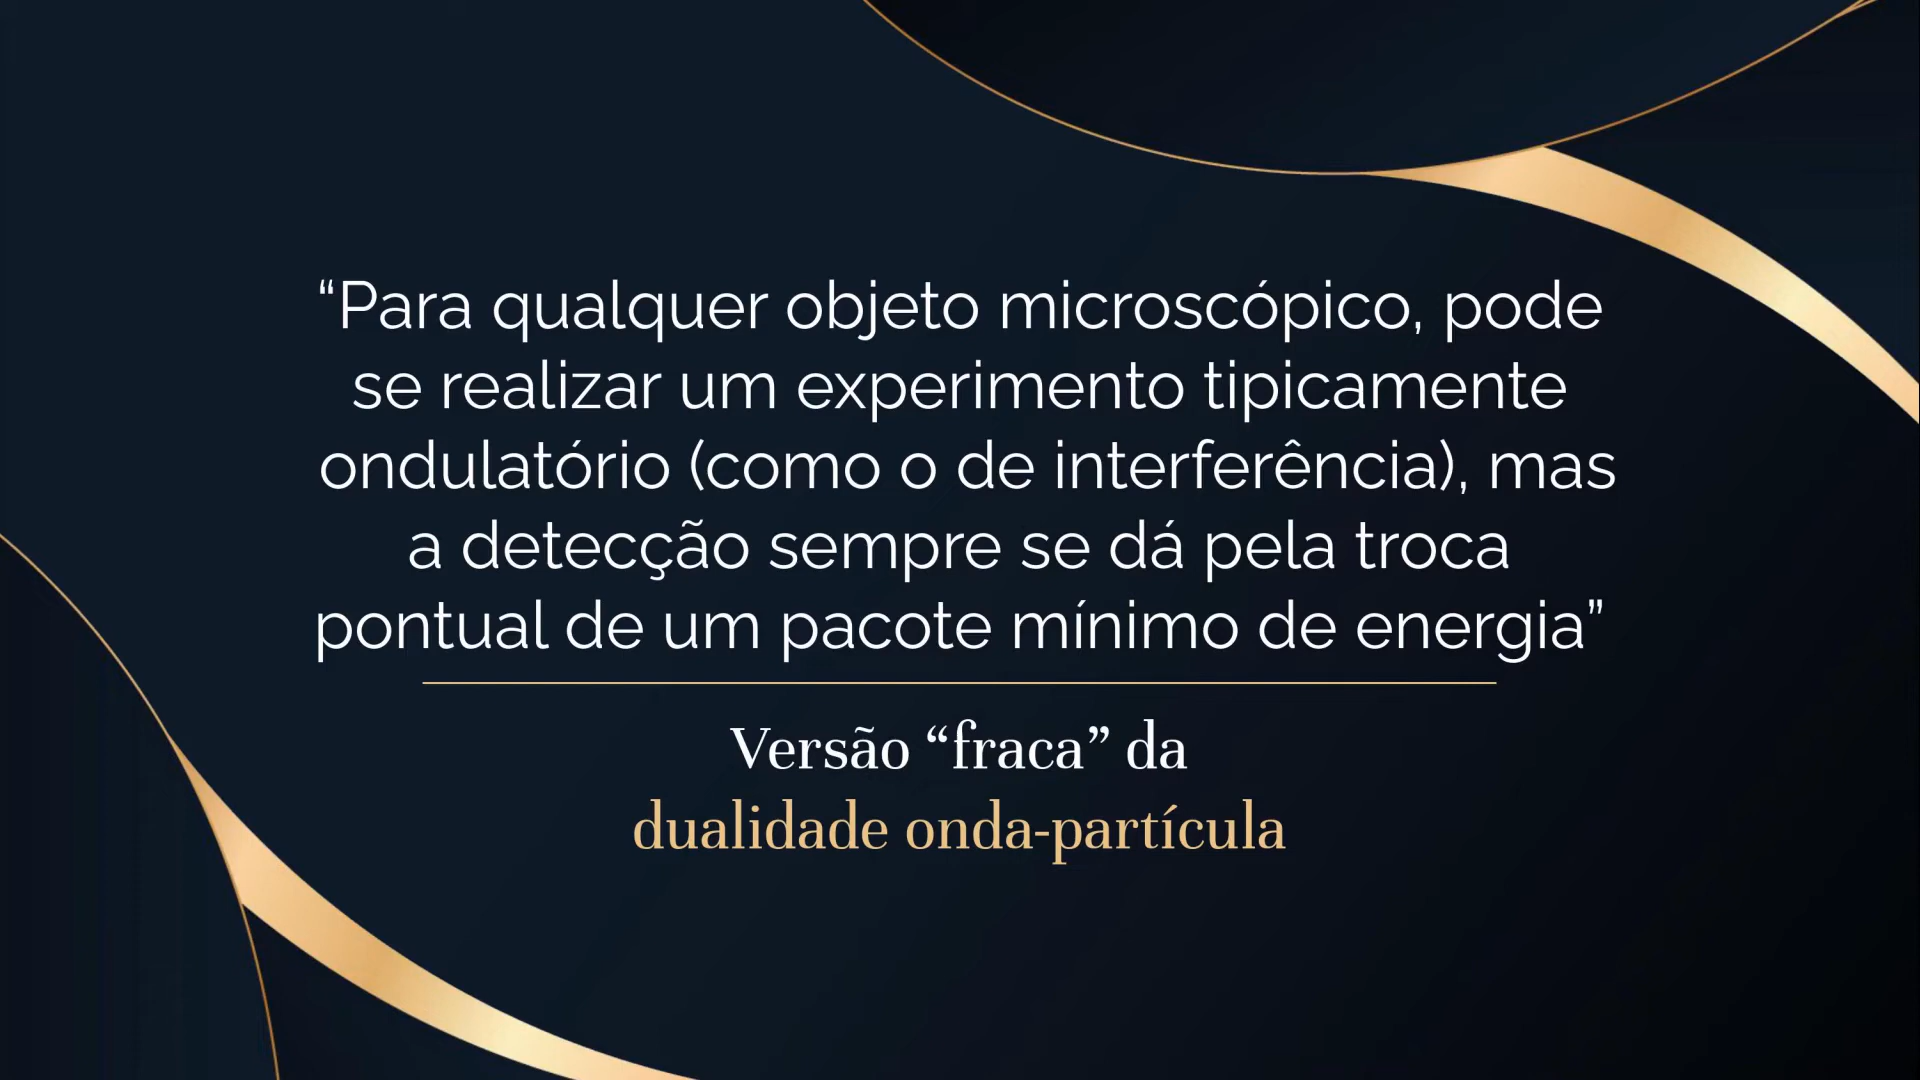 “Para qualquer objeto microscópico, pode
se realizar um experimento tipicamente
ondulatório (como o de interferência), mas
a detecção sempre se dá pela troca
pontual de um pacote mínimo de energia”
Versão “fraca” da
dualidade onda-partícula